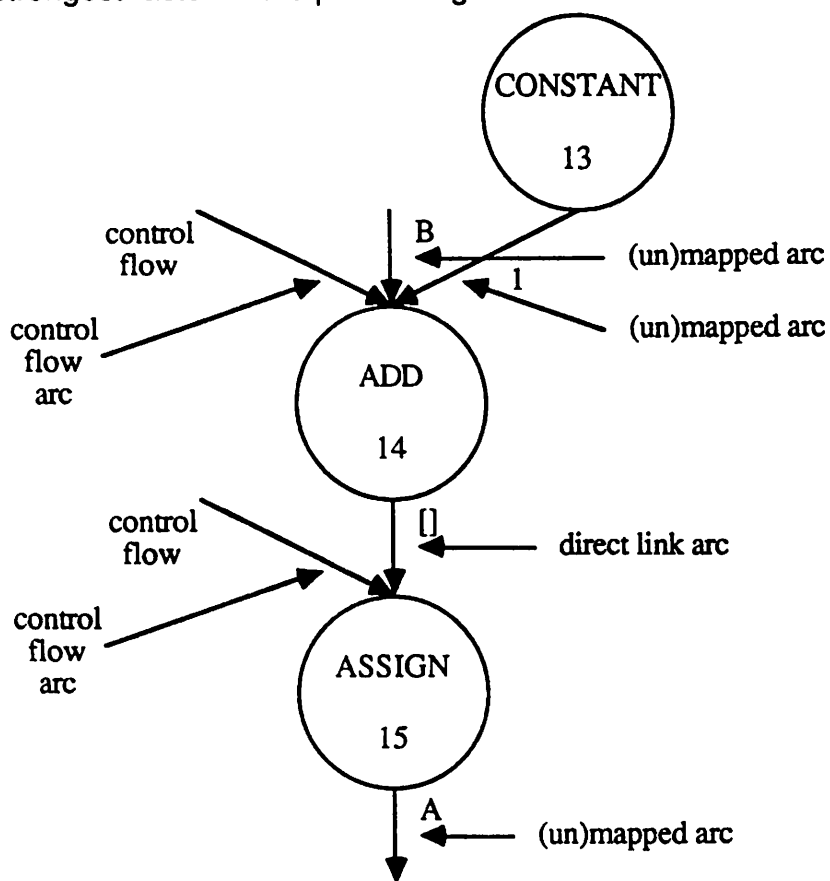 CONSTANT
13
control
flow
B
(un)mapped arc
1
(un)mapped arc
control
flow
arc
ADD
14
control
flow
[]
direct link arc
control
flow
arc
ASSIGN
15
A
(un)mapped arc